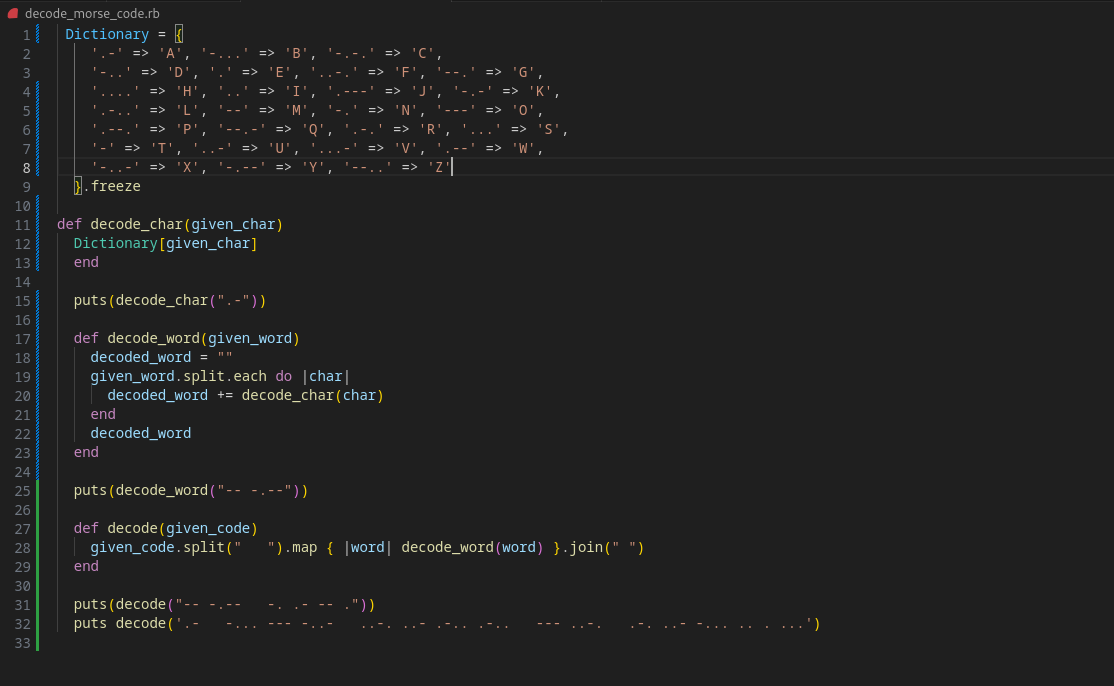 decode_morse_code.rb
1 Dictionary = {
2 '.-' => 'A', '-...' => 'B', '-.-.' => 'C',
3 '-..' => 'D', '.' => 'E', '..-.' => 'F', '--.' => 'G',
4 '....' => 'H', '..' => 'I', '.---' => 'J', '-.-' => 'K',
5 '.-..' => 'L', '--' => 'M', '-.' => 'N', '---' => 'O',
6 '.--.' => 'P', '--.-' => 'Q', '.-.' => 'R', '...' => 'S',
7 '-' => 'T', '..-' => 'U', '...-' => 'V', '.--' => 'W',
8 '-..-' => 'X', '-.--' => 'Y', '--..' => 'Z'
9 }.freeze
10
11 def decode_char(given_char)
12 Dictionary[given_char]
13 end
14
15 puts(decode_char(".-"))
16
17 def decode_word(given_word)
18 decoded_word = ""
19 given_word.split.each do |char|
20 decoded_word += decode_char(char)
21 end
22 decoded_word
23 end
24
25 puts(decode_word("-- -.--"))
26
27 def decode(given_code)
28 given_code.split("   ").map { |word| decode_word(word) }.join(" ")
29 end
30
31 puts(decode("-- -.--   -. .- -- ."))
32 puts decode('.-   -... --- -..-   ..-. ..- .-.. .-..   --- ..-.   .-. ..- -... .. . ...')
33